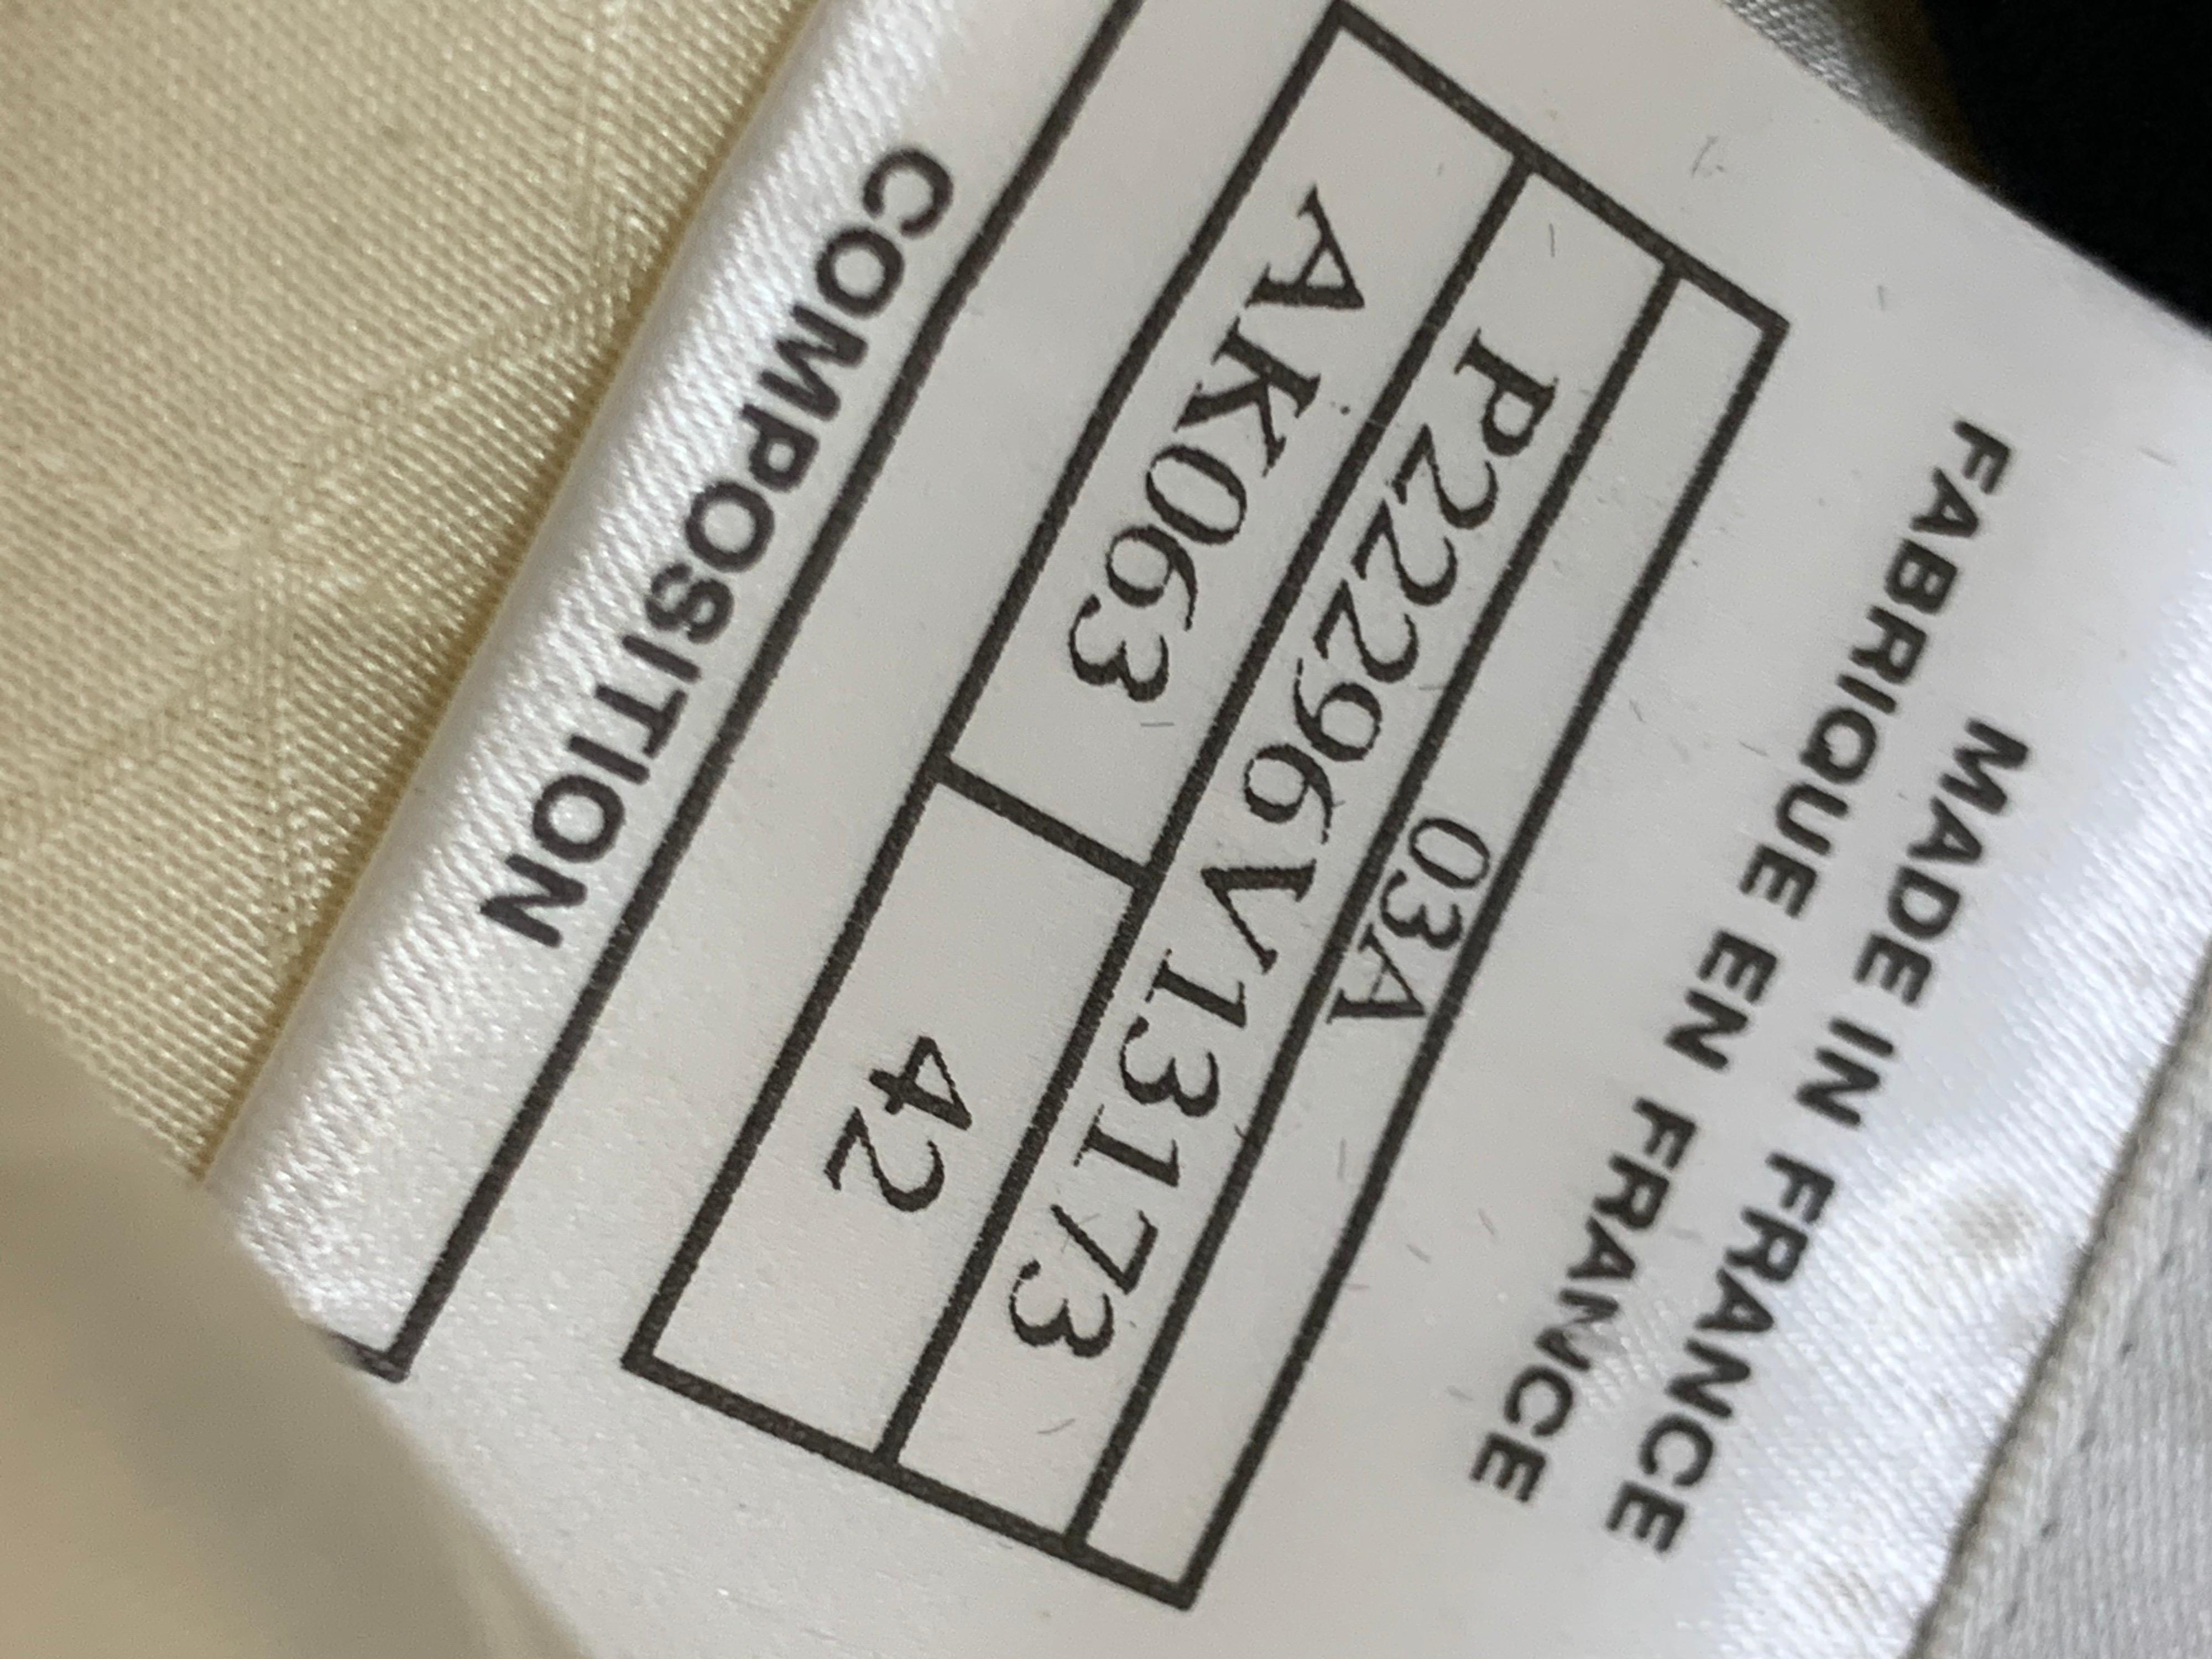 MADE IN FRANCE
FABRIQUE EN FRANCE
03A
P22296V13173
AK063 42
COMPOSITION